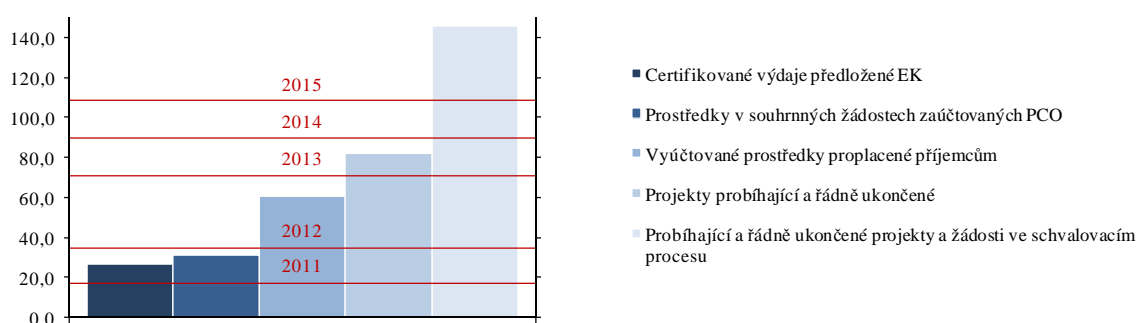 140,0
120,0
100,0
80,0
60,0
40,0
20,0
0,0
2015
2014
2013
2012
2011
Certifikované výdaje předložené EK
Prostředky v souhrnných žádostech zaúčtovaných PCO
Vyúčtované prostředky proplacené příjemcům
Projekty probíhající a řádně ukončené
Probíhající a řádně ukončené projekty a žádosti ve schvalovacím
procesu